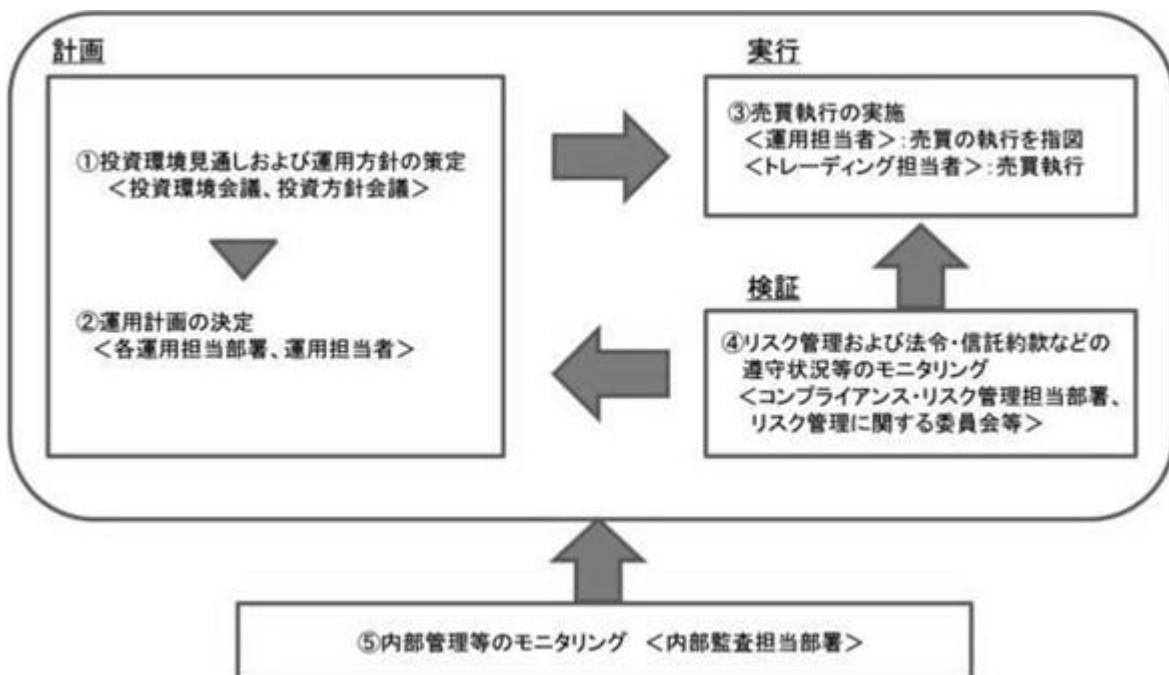 計画
①投資環境見通しおよび運用方針の策定
<投資環境会議、投資方針会議>
②運用計画の決定
<各運用担当部署、運用担当者>
実行
③売買執行の実施
<運用担当者>:売買の執行を指図
<トレーディング担当者>:売買執行
検証
④リスク管理および法令・信託約款などの
遵守状況等のモニタリング
<コンプライアンス・リスク管理担当部署、
リスク管理に関する委員会等>
⑤内部管理等のモニタリング <内部監査担当部署>